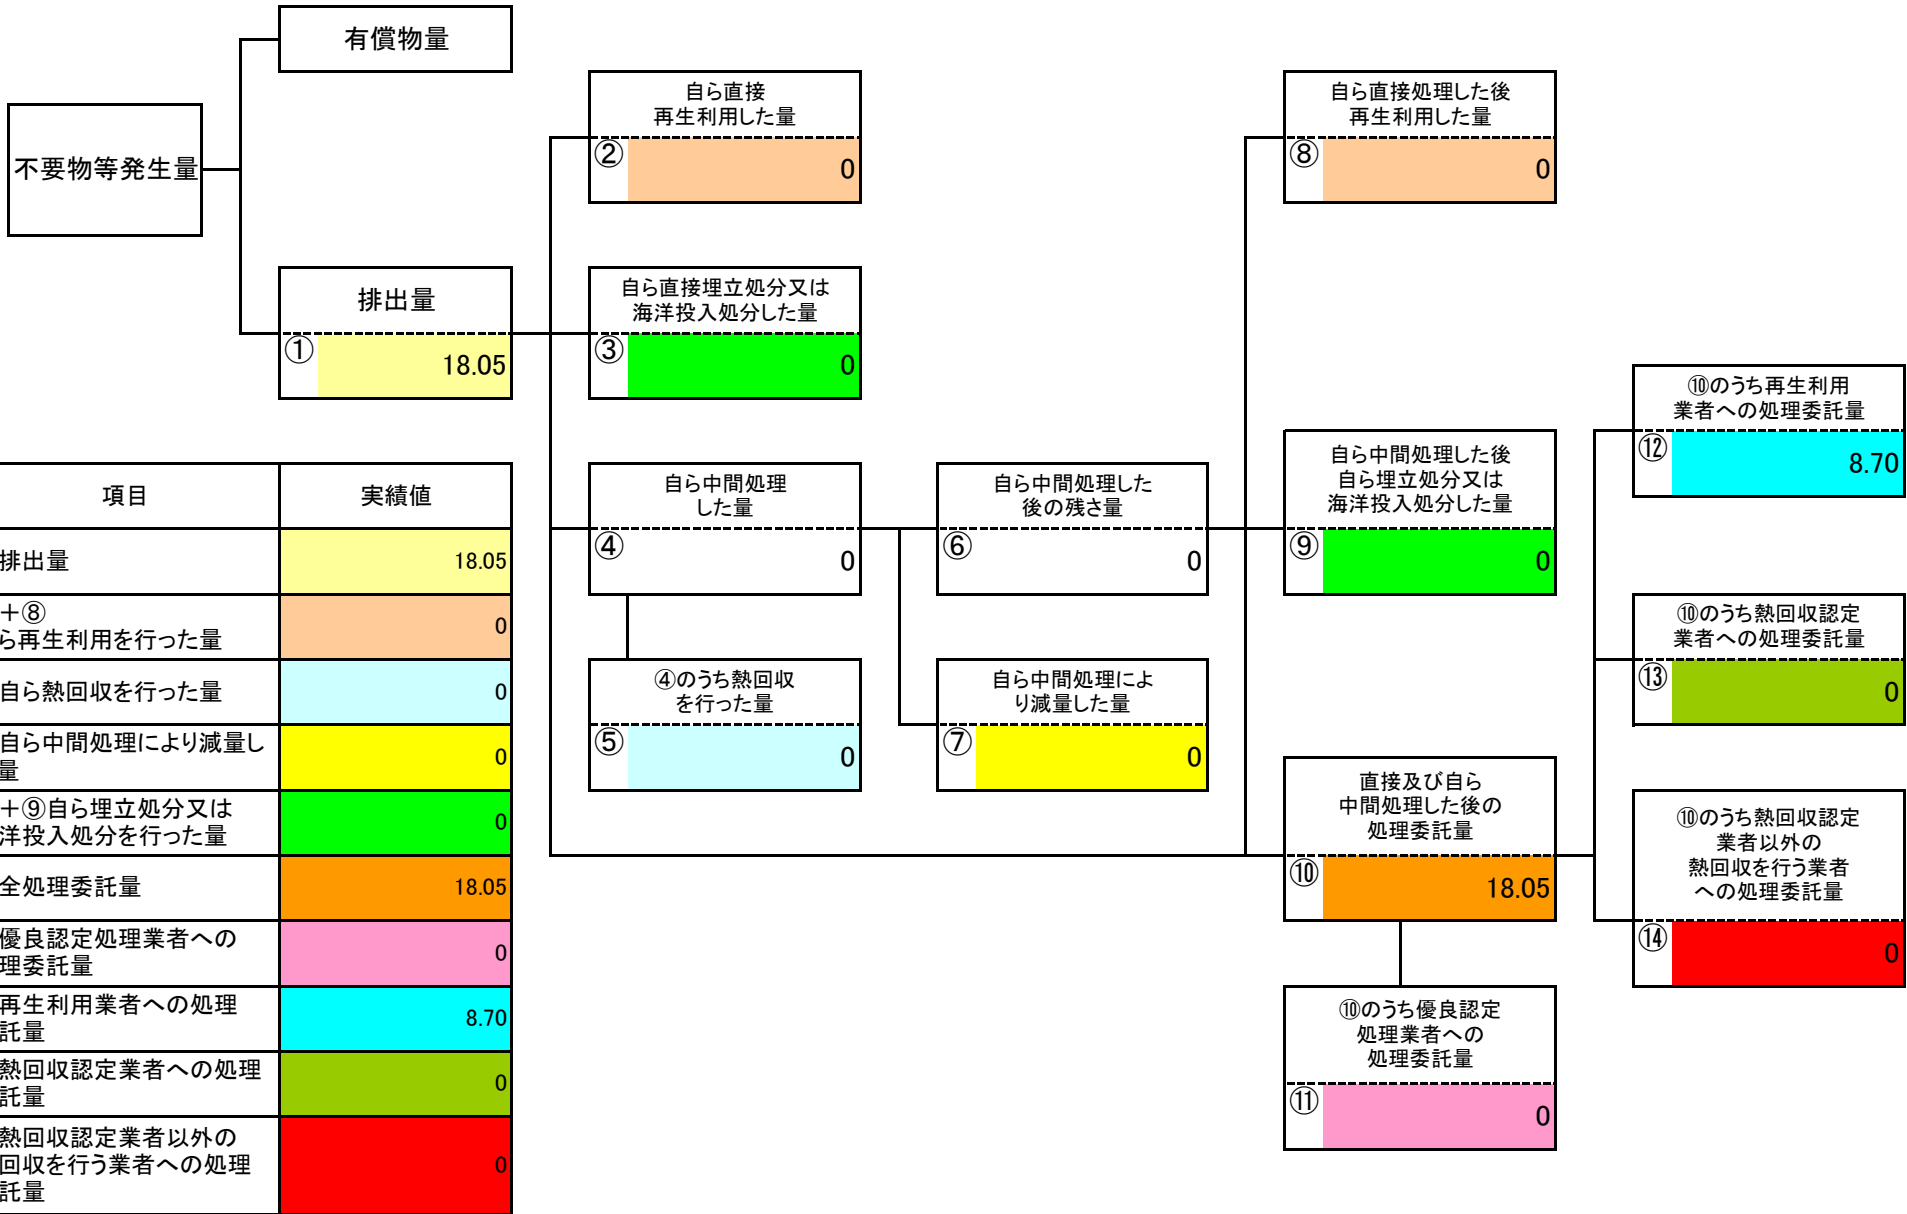 有償物量
不要物等発生量
排出量
①
18.05
自ら直接
再生利用した量
②
0
自ら直接埋立処分又は
海洋投入処分した量
③
0
自ら中間処理
した量
④
0
④のうち熱回収
を行った量
⑤
0
自ら中間処理した
後の残さ量
⑥
0
自ら中間処理によ
り減量した量
⑦
0
自ら直接処理した後
再生利用した量
⑧
0
自ら中間処理した後
自ら埋立処分又は
海洋投入処分した量
⑨
0
直接及び自ら
中間処理した後の
処理委託量
⑩
18.05
⑩のうち優良認定
処理業者への
処理委託量
⑪
0
⑩のうち再生利用
業者への処理委託量
⑫
8.70
⑩のうち熱回収認定
業者への処理委託量
⑬
0
⑩のうち熱回収認定
業者以外の
熱回収を行う業者
への処理委託量
⑭
0
項目
実績値
排出量
18.05
+⑧
ら再生利用を行った量
0
自ら熱回収を行った量
0
自ら中間処理により減量し
量
0
+⑨自ら埋立処分又は
洋投入処分を行った量
0
全処理委託量
18.05
優良認定処理業者への
理委託量
0
再生利用業者への処理
託量
8.70
熱回収認定業者への処理
託量
0
熱回収認定業者以外の
回収を行う業者への処理
託量
0